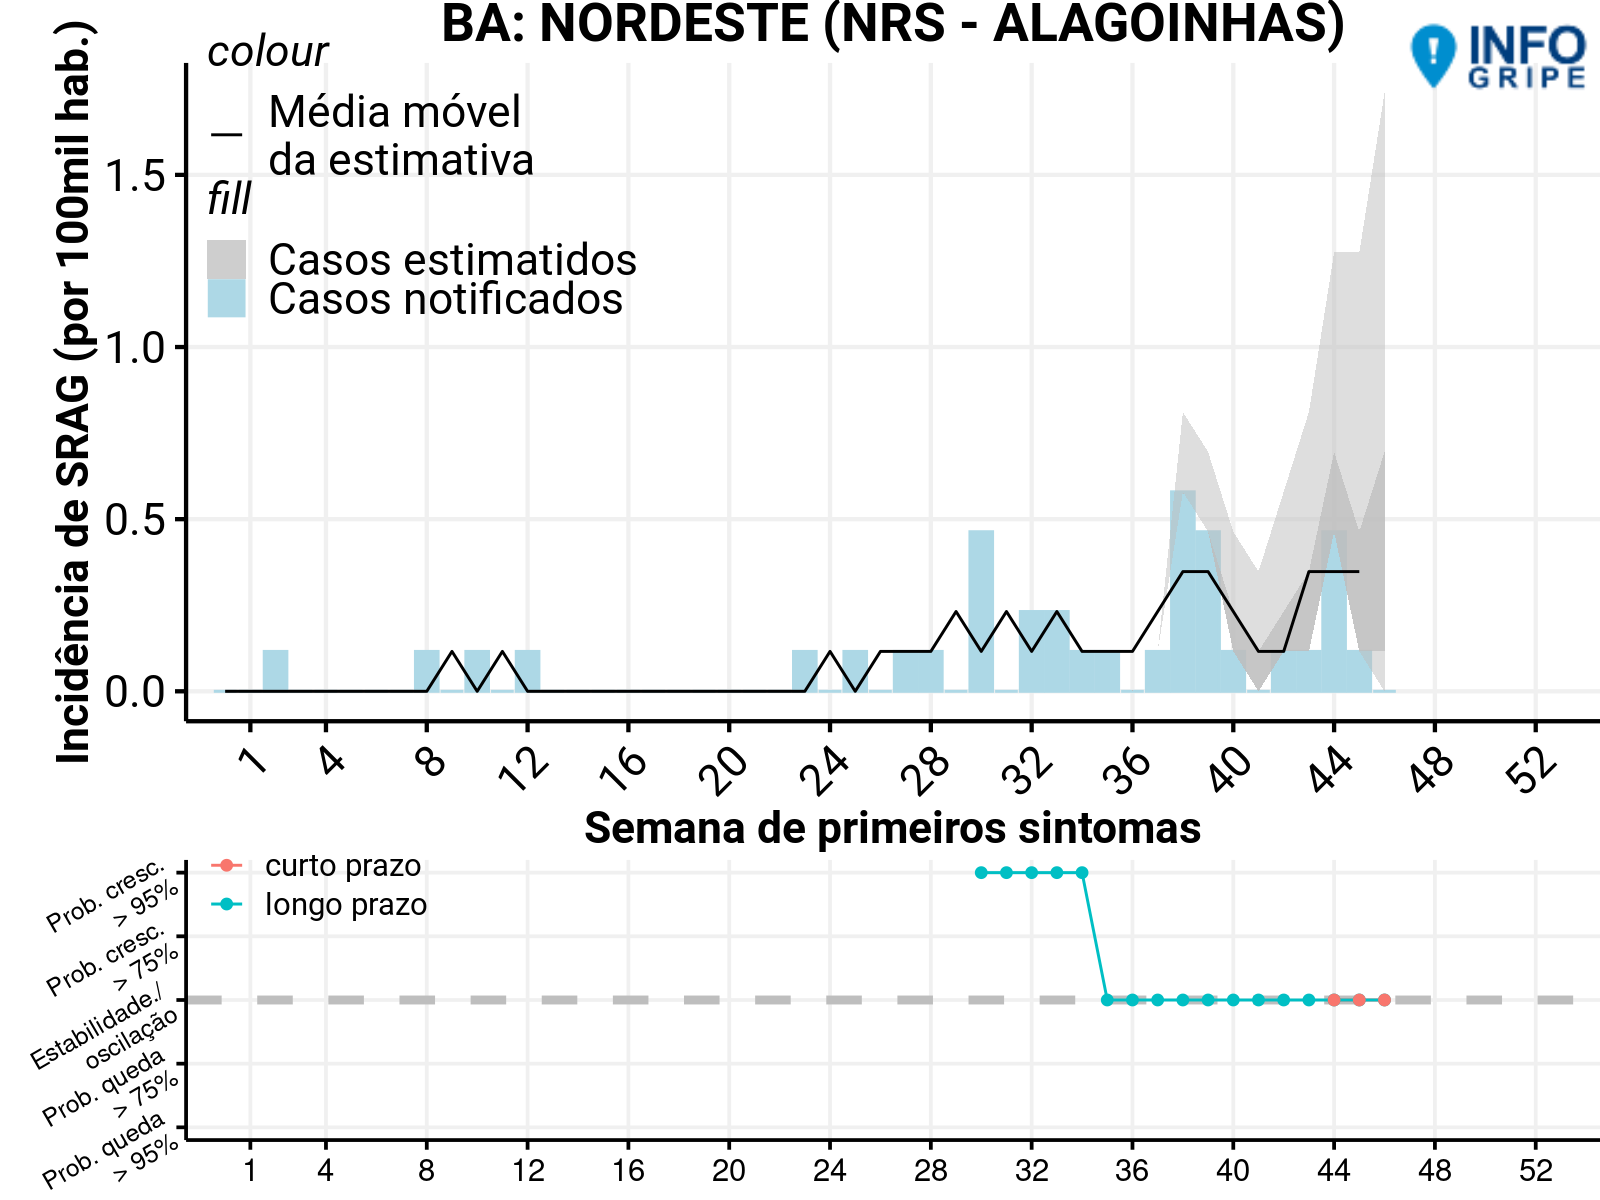 BA: NORDESTE (NRS - ALAGOINHAS)
INFO
GRIPE
colour
Média móvel
da estimativa
fill
Casos estimatidos
Casos notificados
Incidência de SRAG (por 100mil hab.)
1.5
1.0
0.5
0.0
1 4 8 12 16 20 24 28 32 36 40 44 48 52
Semana de primeiros sintomas
curto prazo
longo prazo
Prob. cresc.
> 95%
Prob. cresc.
> 75%
Estabilidade./
oscilação
Prob. queda
> 75%
Prob. queda
> 95%
1 4 8 12 16 20 24 28 32 36 40 44 48 52